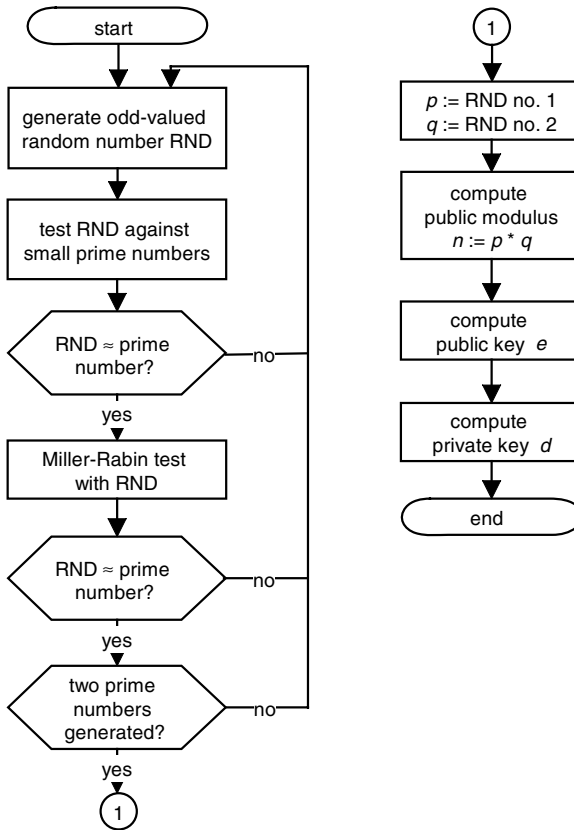 start
generate odd-valued
random number RND
test RND against
small prime numbers
RND ≈ prime
number?
no
yes
Miller-Rabin test
with RND
RND ≈ prime
number?
no
yes
two prime
numbers
generated?
no
yes
1
1
p := RND no. 1
q := RND no. 2
compute
public modulus
n := p * q
compute
public key e
compute
private key d
end